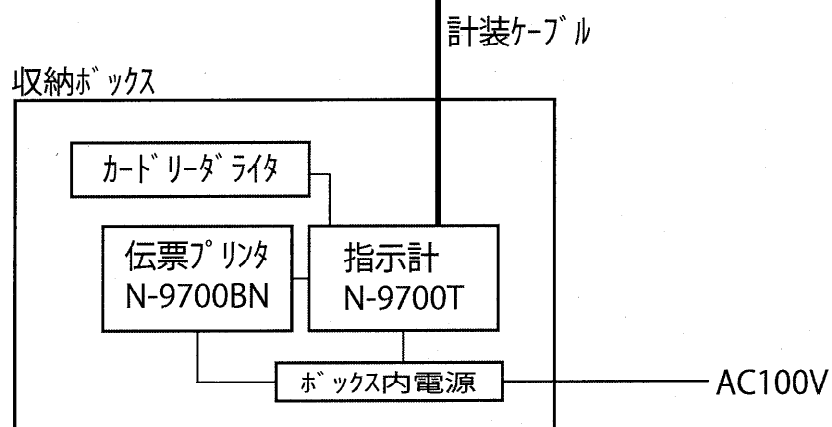 計装ケーブル
収納ボックス
カードリーダライタ
伝票プリンタ
N-9700BN
指示計
N-9700T
ボックス内電源
AC100V